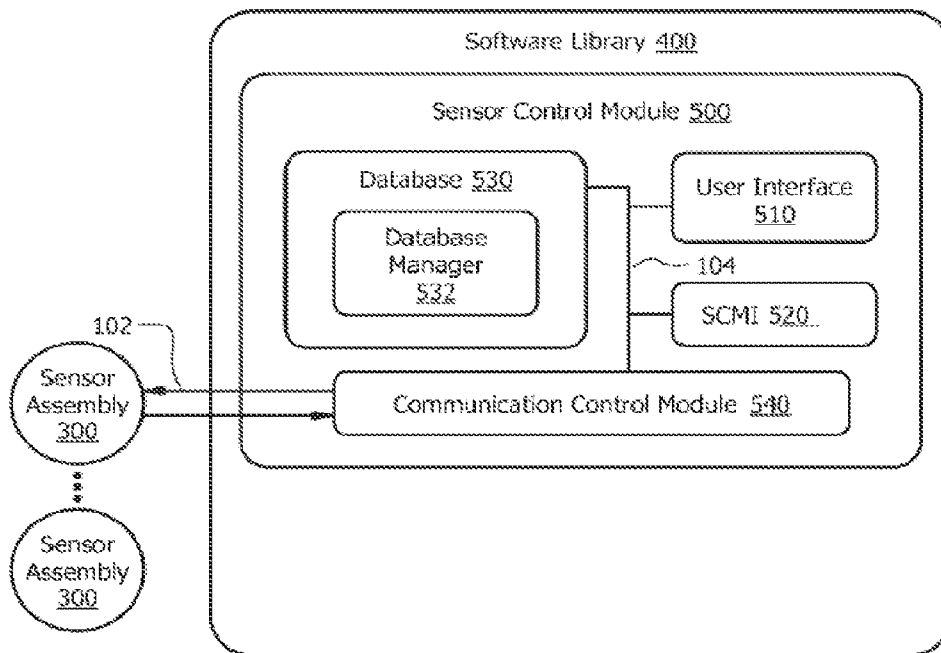 Software Library 400
Sensor Control Module 500
Database 530
Database
Manager
532
User Interface
510
104
SCMI 520
102
Sensor
Assembly
300
Communication Control Module 540
Sensor
Assembly
300